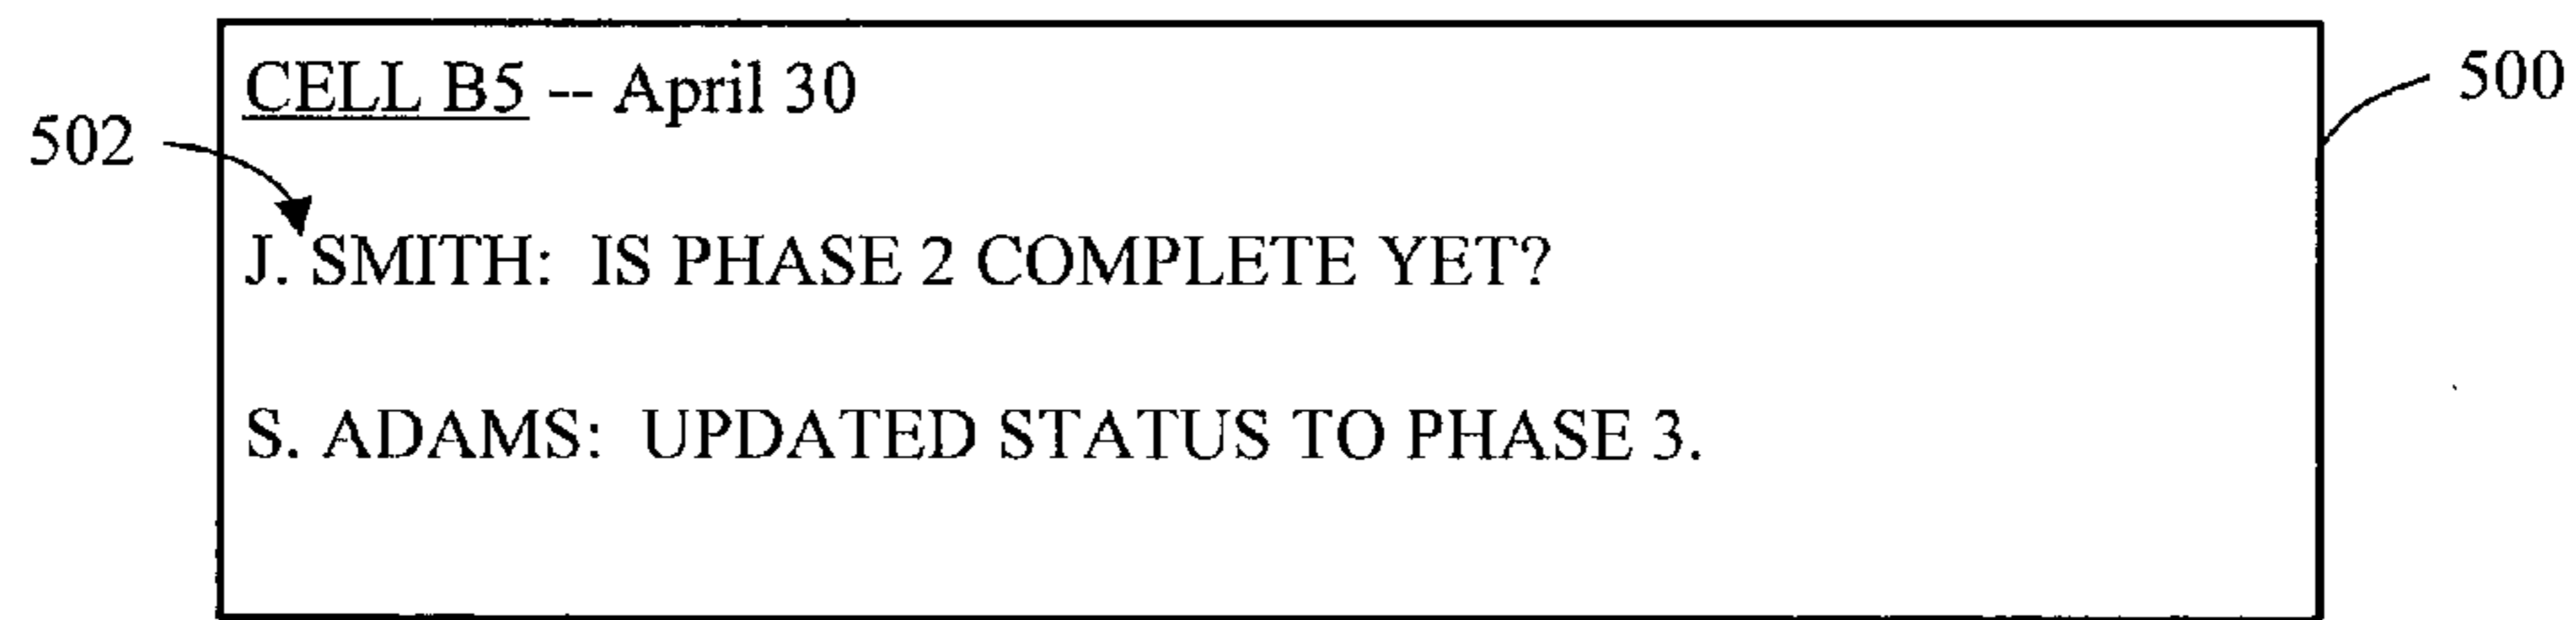 CELL B5 -- April 30
500
502
J. SMITH:  IS PHASE 2 COMPLETE YET?
S. ADAMS:  UPDATED STATUS TO PHASE 3.